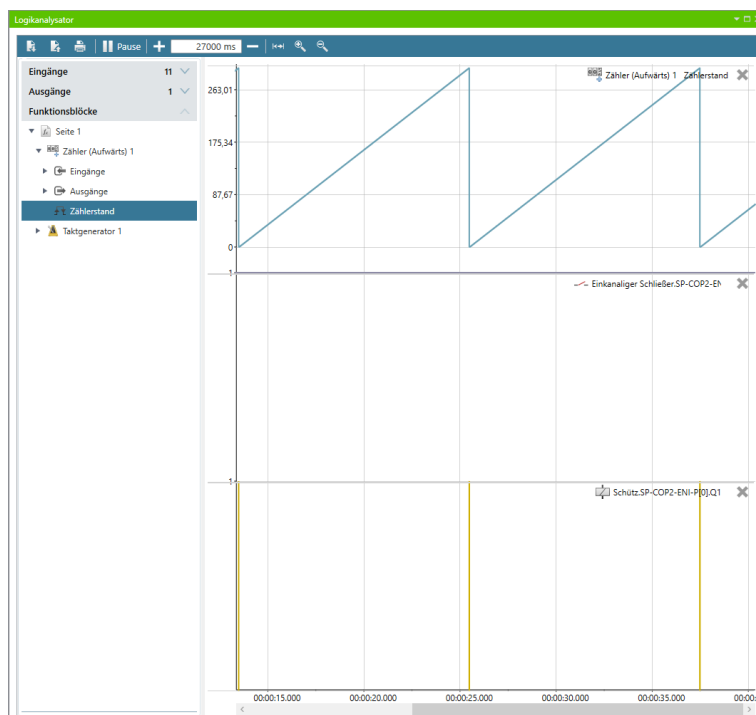 Logikanalysator
Pause
27000 ms
Eingänge 11
Ausgänge 1
Funktionsblöcke
Seite 1
Zähler (Aufwärts) 1
Eingänge
Ausgänge
Zählerstand
Taktgenerator 1
Zähler (Aufwärts) 1 Zählerstand
263,01
175,34
87,67
0
1
Einkanaliger Schließer.SP-COP2-EN
1
Schütz.SP-COP2-ENI-P[0].Q1
00:00:15.000 00:00:20.000 00:00:25.000 00:00:30.000 00:00:35.000 00:00: